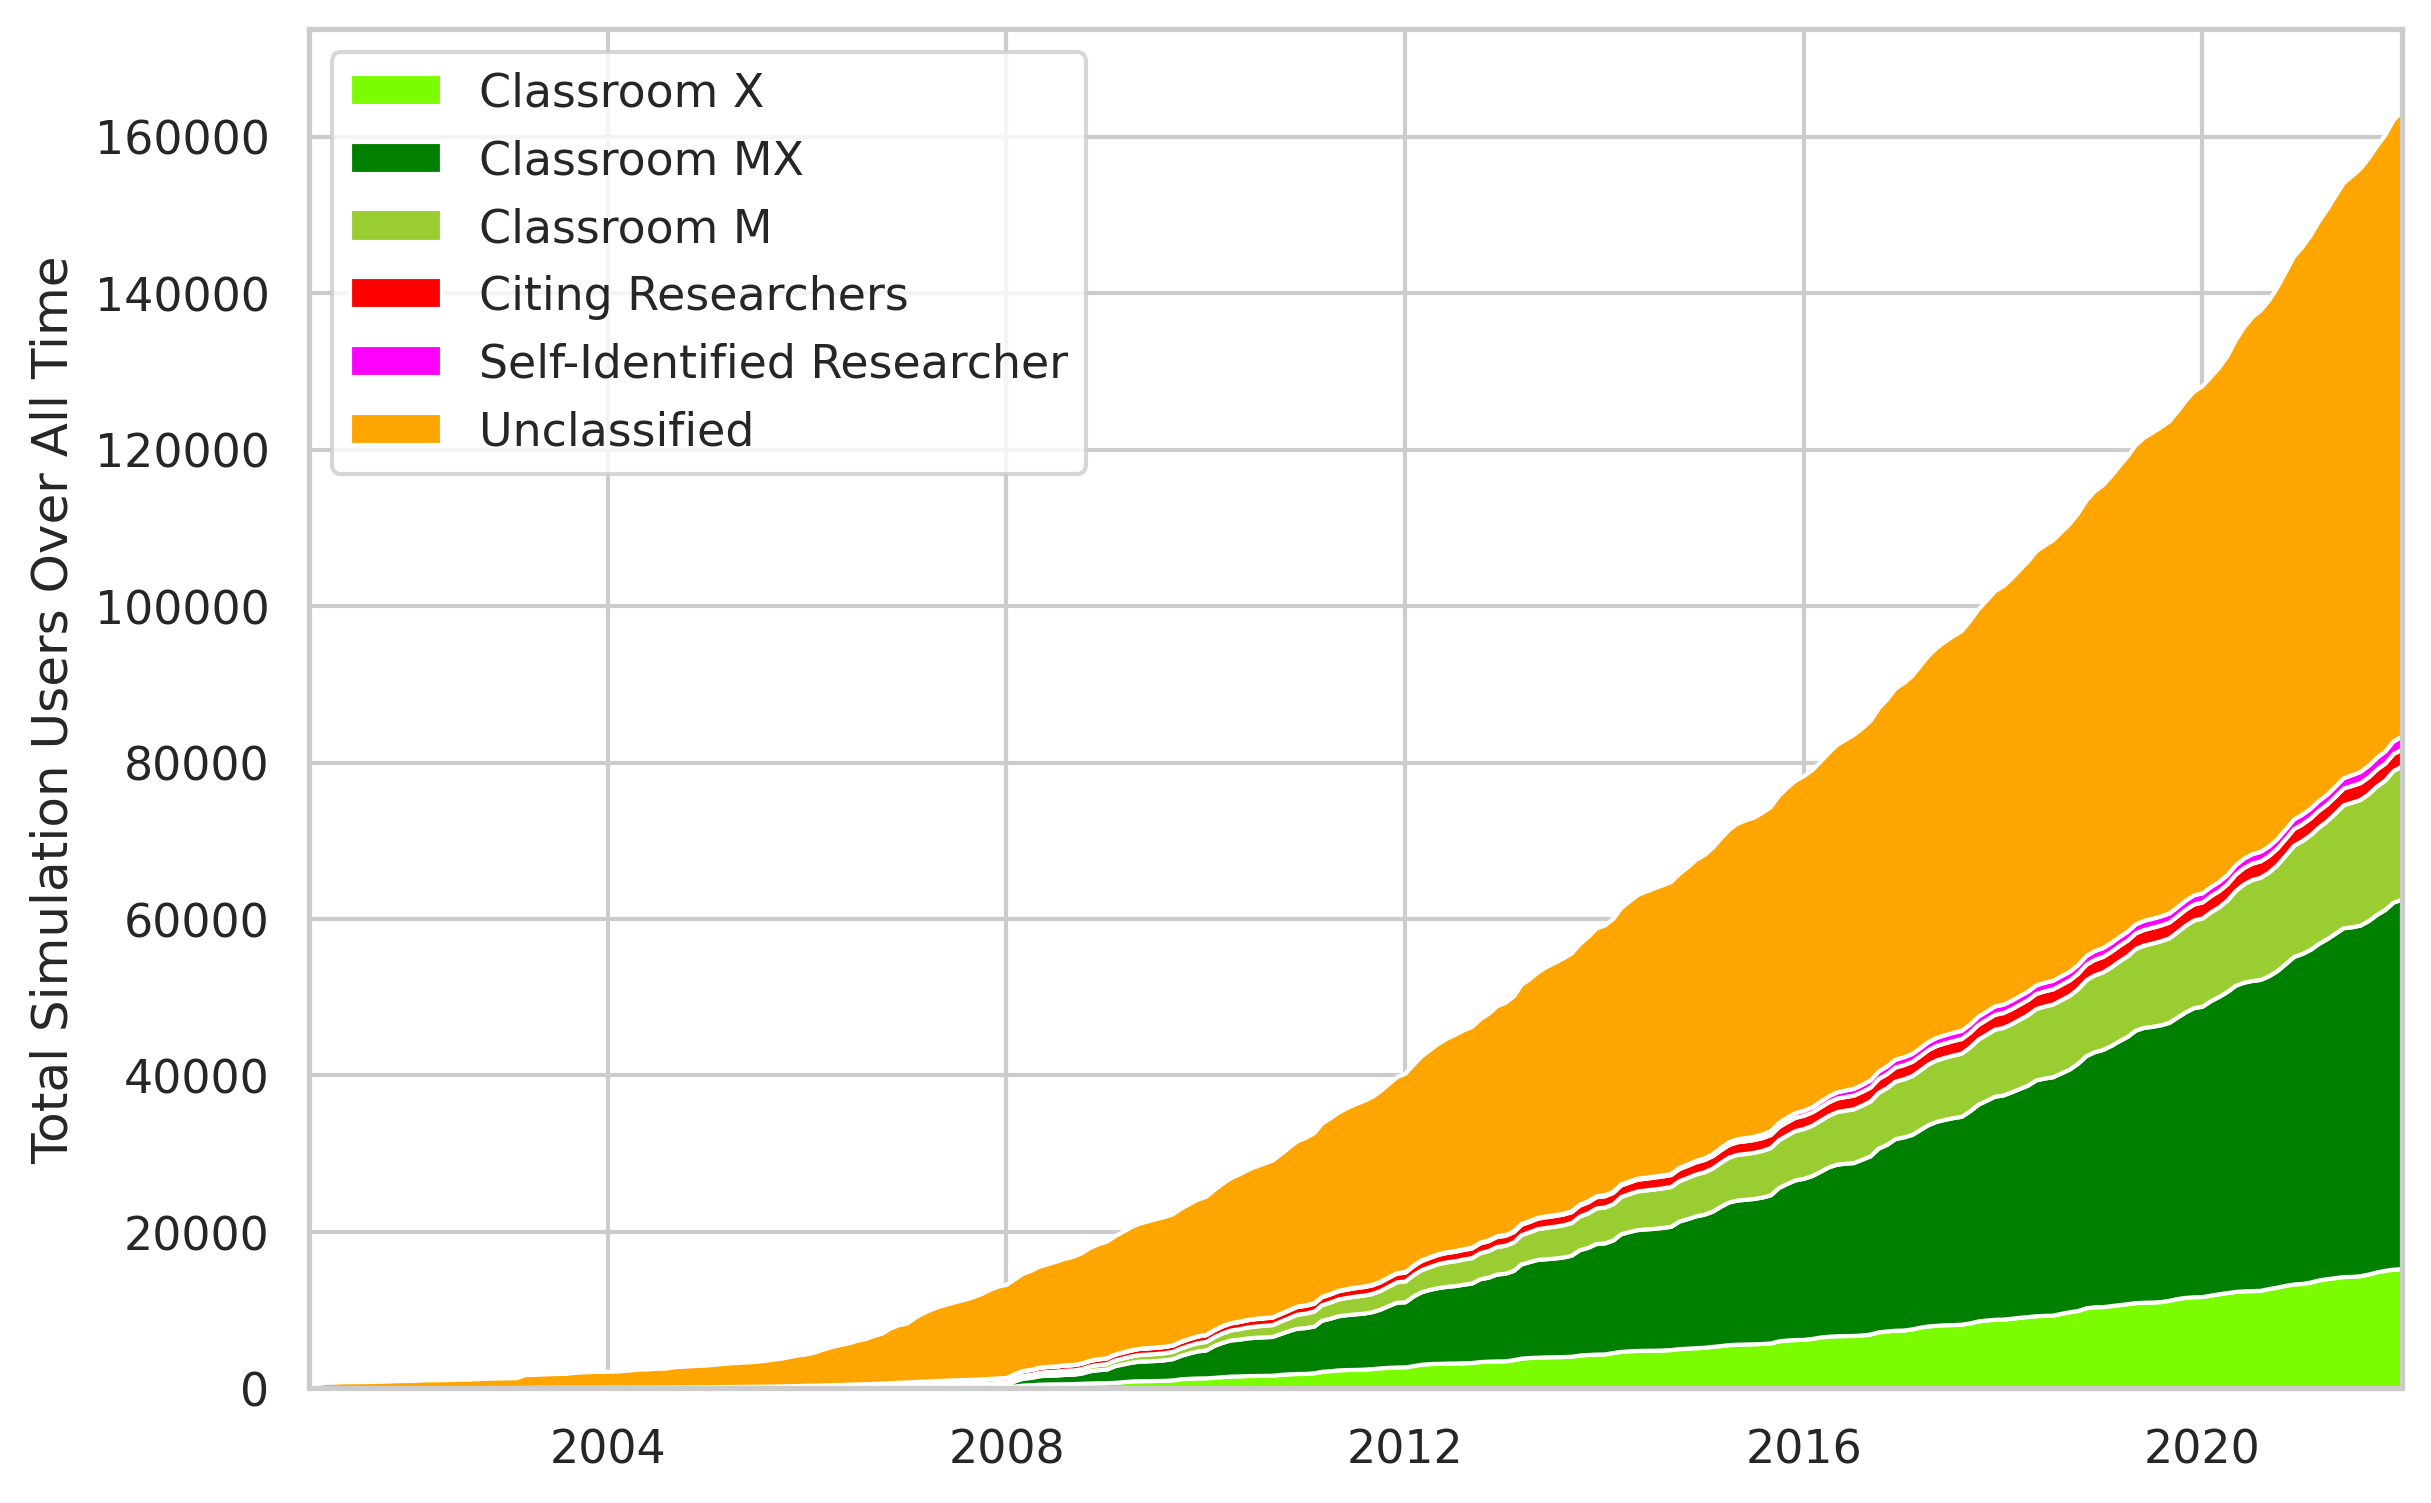 Classroom X
Classroom MX
Classroom M
Citing Researchers
Self-Identified Researcher
Unclassified
Total Simulation Users Over All Time
160000
140000
120000
100000
80000
60000
40000
20000
0
2004
2008
2012
2016
2020